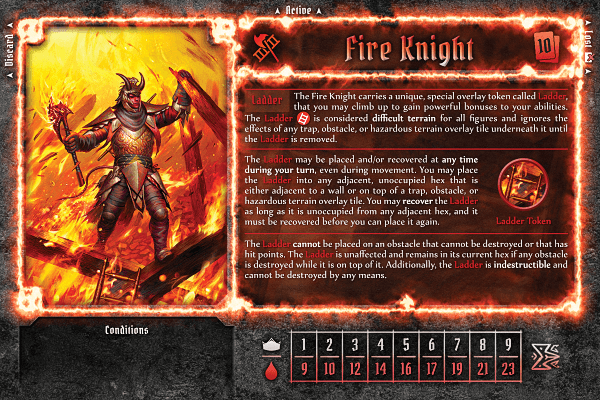 Active
Discard
Lost
Fire Knight
10
Ladder
The Fire Knight carries a unique, special overlay token called Ladder,
that you may climb up to gain powerful bonuses to your abilities.
The Ladder is considered difficult terrain for all figures and ignores the
effects of any trap, obstacle, or hazardous terrain overlay tile underneath it until
the Ladder is removed.
The Ladder may be placed and/or recovered at any time
during your turn, even during movement. You may place
the Ladder into any adjacent, unoccupied hex that is
either adjacent to a wall or on top of a trap, obstacle, or
hazardous terrain overlay tile. You may recover the Ladder
as long as it is unoccupied from any adjacent hex, and it
must be recovered before you can place it again.
Ladder Token
The Ladder cannot be placed on an obstacle that cannot be destroyed or that has
hit points. The Ladder is unaffected and remains in its current hex if any obstacle
is destroyed while it is on top of it. Additionally, the Ladder is indestructible and
cannot be destroyed by any means.
Conditions
1 2 3 4 5 6 7 8 9
9 10 12 14 16 17 19 21 23